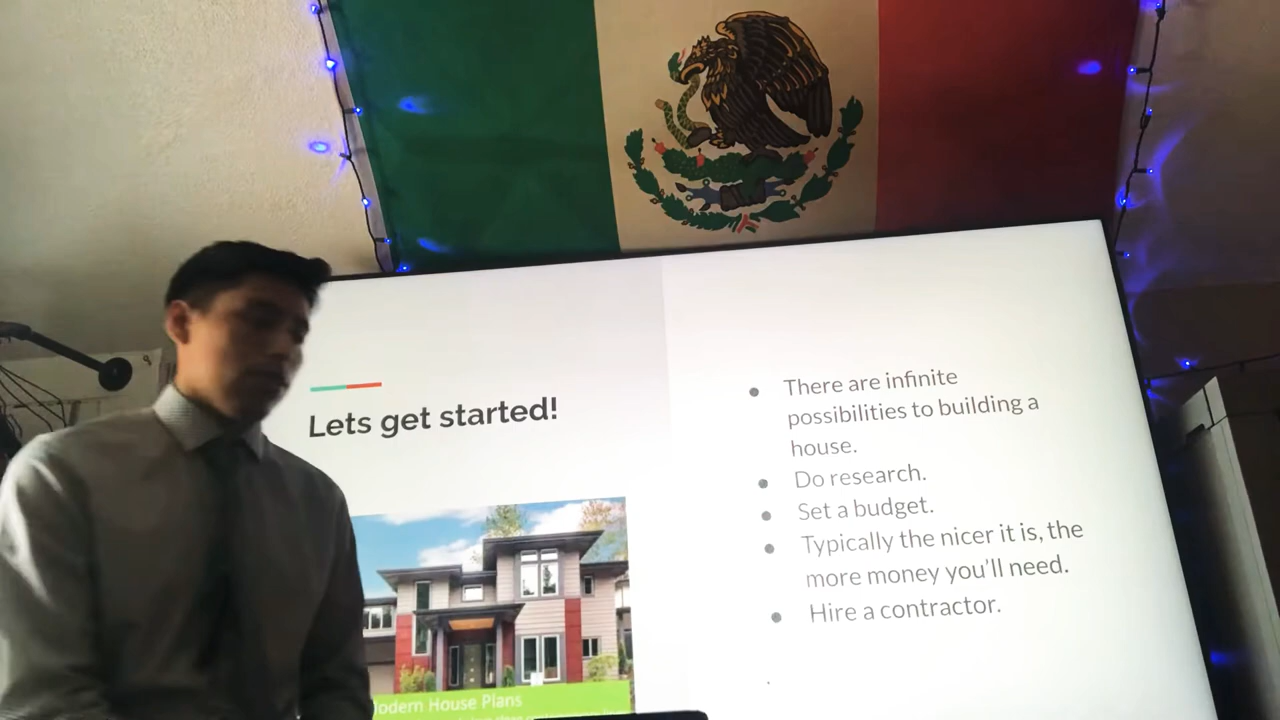 Lets get started!
There are infinite
possibilities to building a
house.
Do research.
Set a budget.
Typically the nicer it is, the
more money you'll need.
Hire a contractor.
Modern House Plans